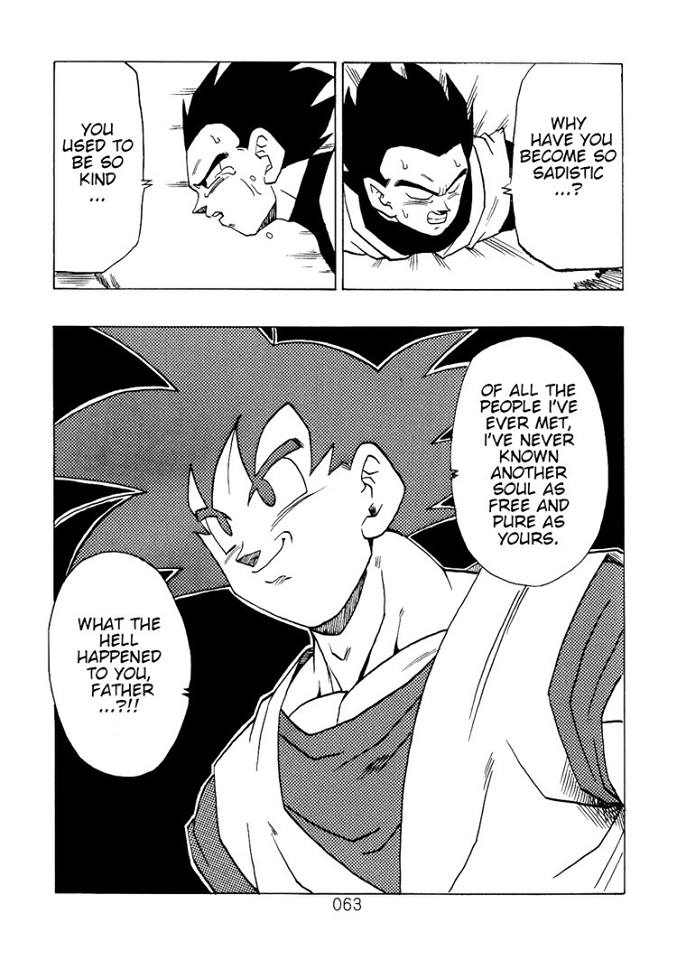 WHY
HAVE YOU
BECOME SO
SADISTIC
...?
YOU
USED TO
BE SO
KIND
...
OF ALL THE
PEOPLE I'VE
EVER MET,
I'VE NEVER
KNOWN
ANOTHER
SOUL AS
FREE AND
PURE AS
YOURS.
WHAT THE
HELL
HAPPENED
TO YOU,
FATHER
...?!!
063